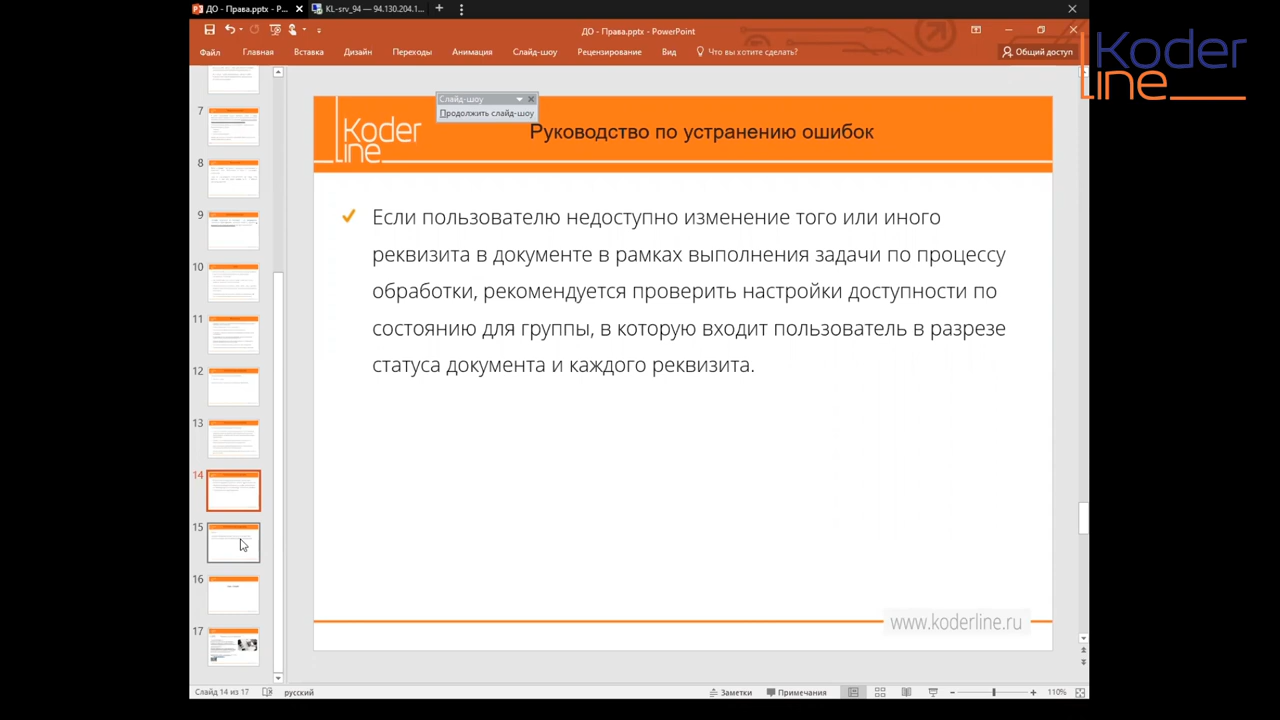 ДО - Права.pptx - P...
KL-srv_94 — 94.130.204.1...
ДО - Права.pptx - PowerPoint
Файл
Главная
Вставка
Дизайн
Переходы
Анимация
Слайд-шоу
Рецензирование
Вид
Что вы хотите сделать?
Общий доступ
Koder
line
Слайд-шоу
Продолжить слайд-шоу
Koder
line
Руководство по устранению ошибок
Если пользователю недоступно изменение того или иного
реквизита в документе в рамках выполнения задачи по процессу
обработки, рекомендуется проверить настройки доступности по
состоянию для группы, в которую входит пользователь в разрезе
статуса документа и каждого реквизита.
www.koderline.ru
7
8
9
10
11
12
13
14
15
16
17
Слайд 14 из 17
русский
Заметки
Примечания
110%